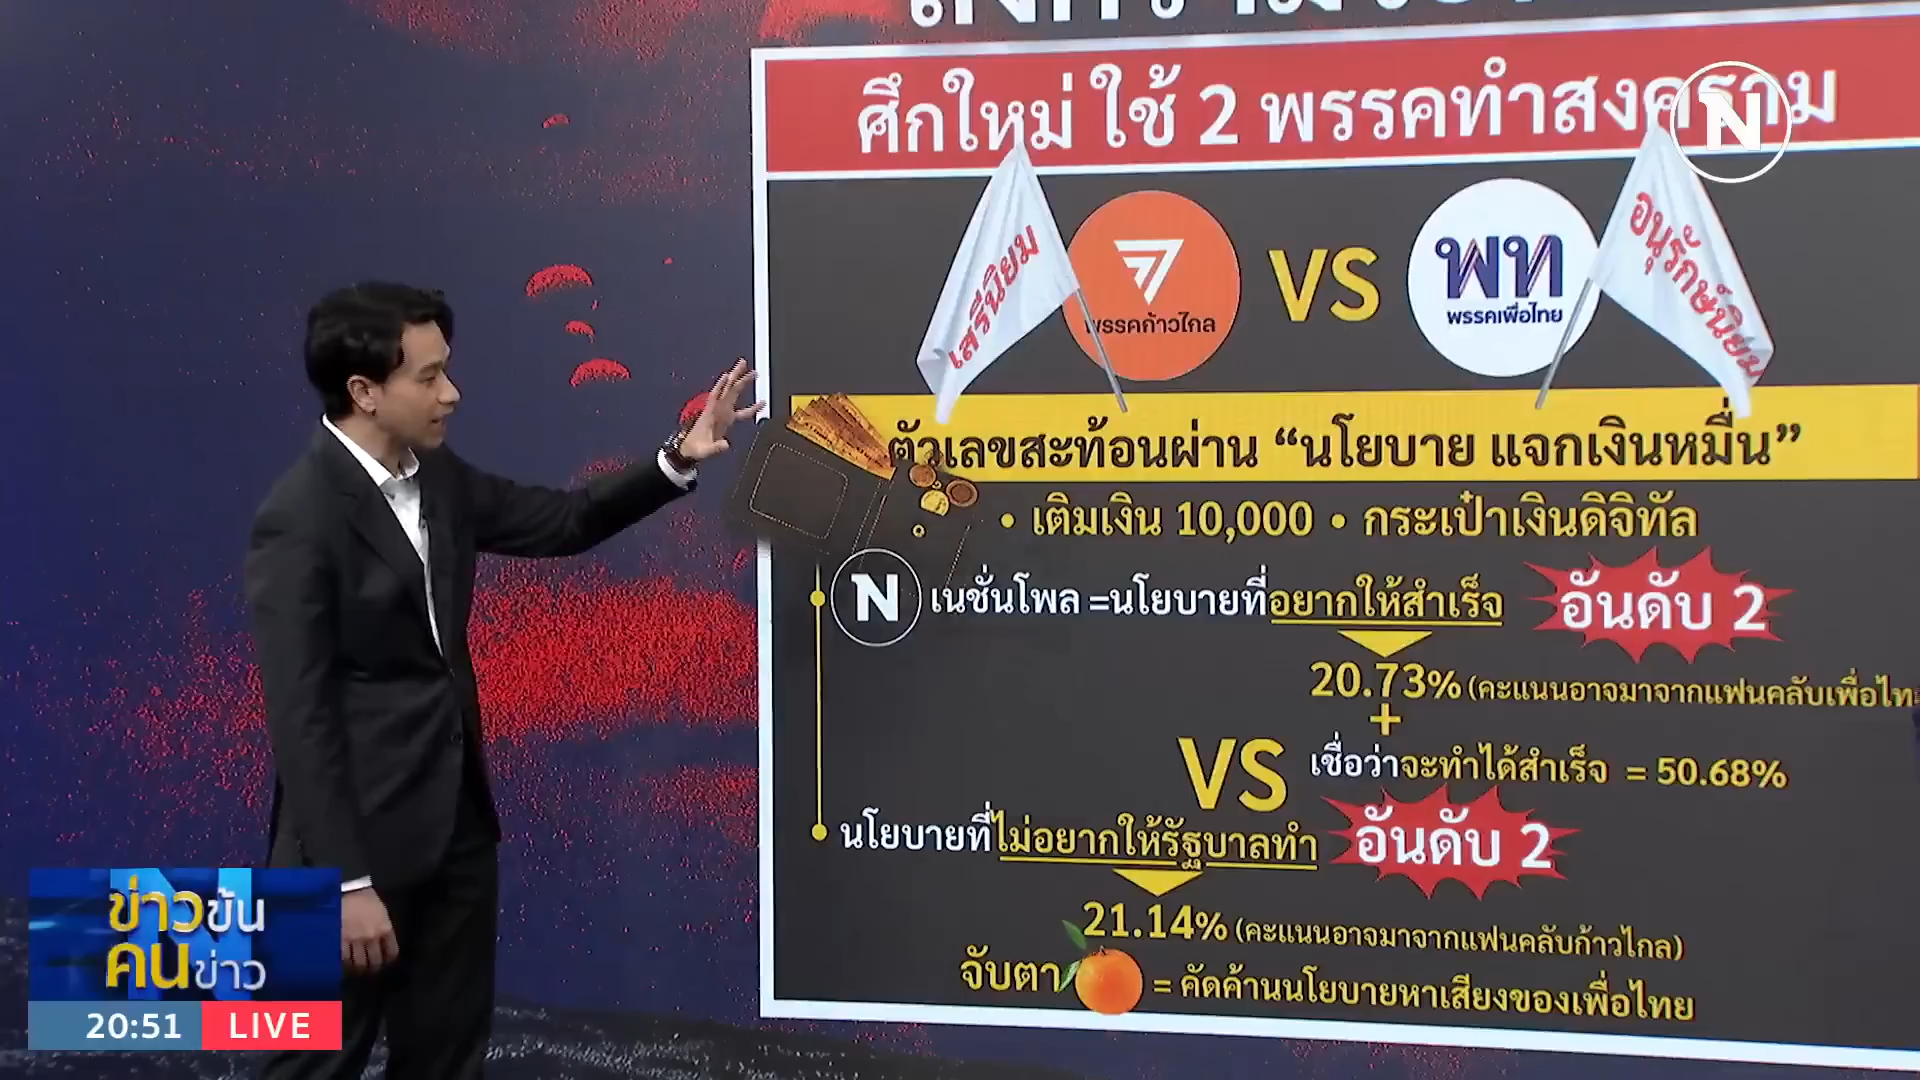 ศึกใหม่ ใช้ 2 พรรคทำสงคราม
N
เสรีนิยม
พรรคก้าวไกล
VS
พท
พรรคเพื่อไทย
อนุรักษ์นิยม
ตัวเลขสะท้อนผ่าน “นโยบาย แจกเงินหมื่น”
• เติมเงิน 10,000 • กระเป๋าเงินดิจิทัล
N เนชั่นโพล =นโยบายที่อยากให้สำเร็จ อันดับ 2
20.73% (คะแนนอาจมาจากแฟนคลับเพื่อไท
+
VS
เชื่อว่าจะทำได้สำเร็จ = 50.68%
นโยบายที่ไม่อยากให้รัฐบาลทำ อันดับ 2
21.14% (คะแนนอาจมาจากแฟนคลับก้าวไกล)
จับตา = คัดค้านนโยบายหาเสียงของเพื่อไทย
ข่าวข้น
คนข่าว
20:51 LIVE